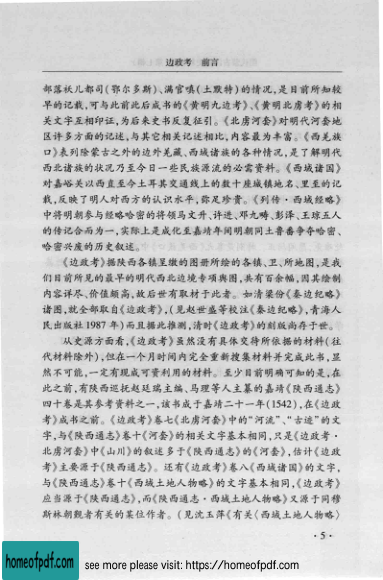 边政考　前言
部落袄儿都司(鄂尔多斯)、满官嗔(土默特)的情况,是目前所知较
早的记载,可与此前此后成书的《黄明九边考》、《黄明北虏考》的相
关文字互相印证,为后来史书反复征引。《北虏河套》对明代河套地
区许多方面的记述,与其它相关记述相比,内容最为丰富。《西羌族
口》表列除蒙古之外的边外羌藏、西域诸族的各种情况,是了解明代
西北诸族的状况乃至今日一些民族源流的必需资料。《西域诸国》
对嘉峪关以西直至今土耳其交通线上的数十座城镇地名、里至的记
载,反映了明人对西方的认识水平,弥足珍贵。《列传·西域经略》
中将明朝参与经略哈密的将领马文升、许进、邓允畴、彭泽、王琼五人
的传记合而为一,实际上是成化至嘉靖年间明朝同土鲁番争夺哈密、
哈密兴废的历史叙述。
《边政考》据陕西各镇呈缴的图册所绘的各镇、卫、所地图,是我
们目前所见的最早的明代西北边境专项舆图,共有百余幅,因其绘制
内容详尽、价值颇高,故后世有取材于此者。如清梁份《秦边纪略》
诸图,就全部取自《边政考》,(见赵世盛等校注《秦边纪略》,青海人
民出版社1987年)而且据此推测,清时《边政考》的刻版尚存于世。
从史源方面看,《边政考》虽然没有具体交待所依据的材料(往
代材料除外),但在一个月时间内完全重新搜集材料并完成此书,显
然不可能,一定有现成可资利用的材料。至少目前明确可知的是,在
此之前,有陕西巡抚赵廷瑞主编、马理等人主纂的嘉靖《陕西通志》
四十卷是其参考资料之一,该书成于嘉靖二十一年(1542),在《边政
考》成书之前。《边政考》卷七《北虏河套》中的“河流”、“古迹”的文
字,与《陕西通志》卷十《河套》的相关文字基本相同,只是《边政考·
北虏河套》中《山川》的叙述多于《陕西通志》的《河套》,估计《边政
考》主要源于《陕西通志》。还有《边政考》卷八《西域诸国》的文字,
与《陕西通志》卷十《西域土地人物略》的文字基本相同,《边政考》
应当源于《陕西通志》,而《陕西通志·西域土地人物略》又源于同穆
斯林朝觐者有关的某位作者。(见沈玉萍《有关〈西域土地人物略〉
·5·
homeofpdf.com
see more please visit: https://homeofpdf.com